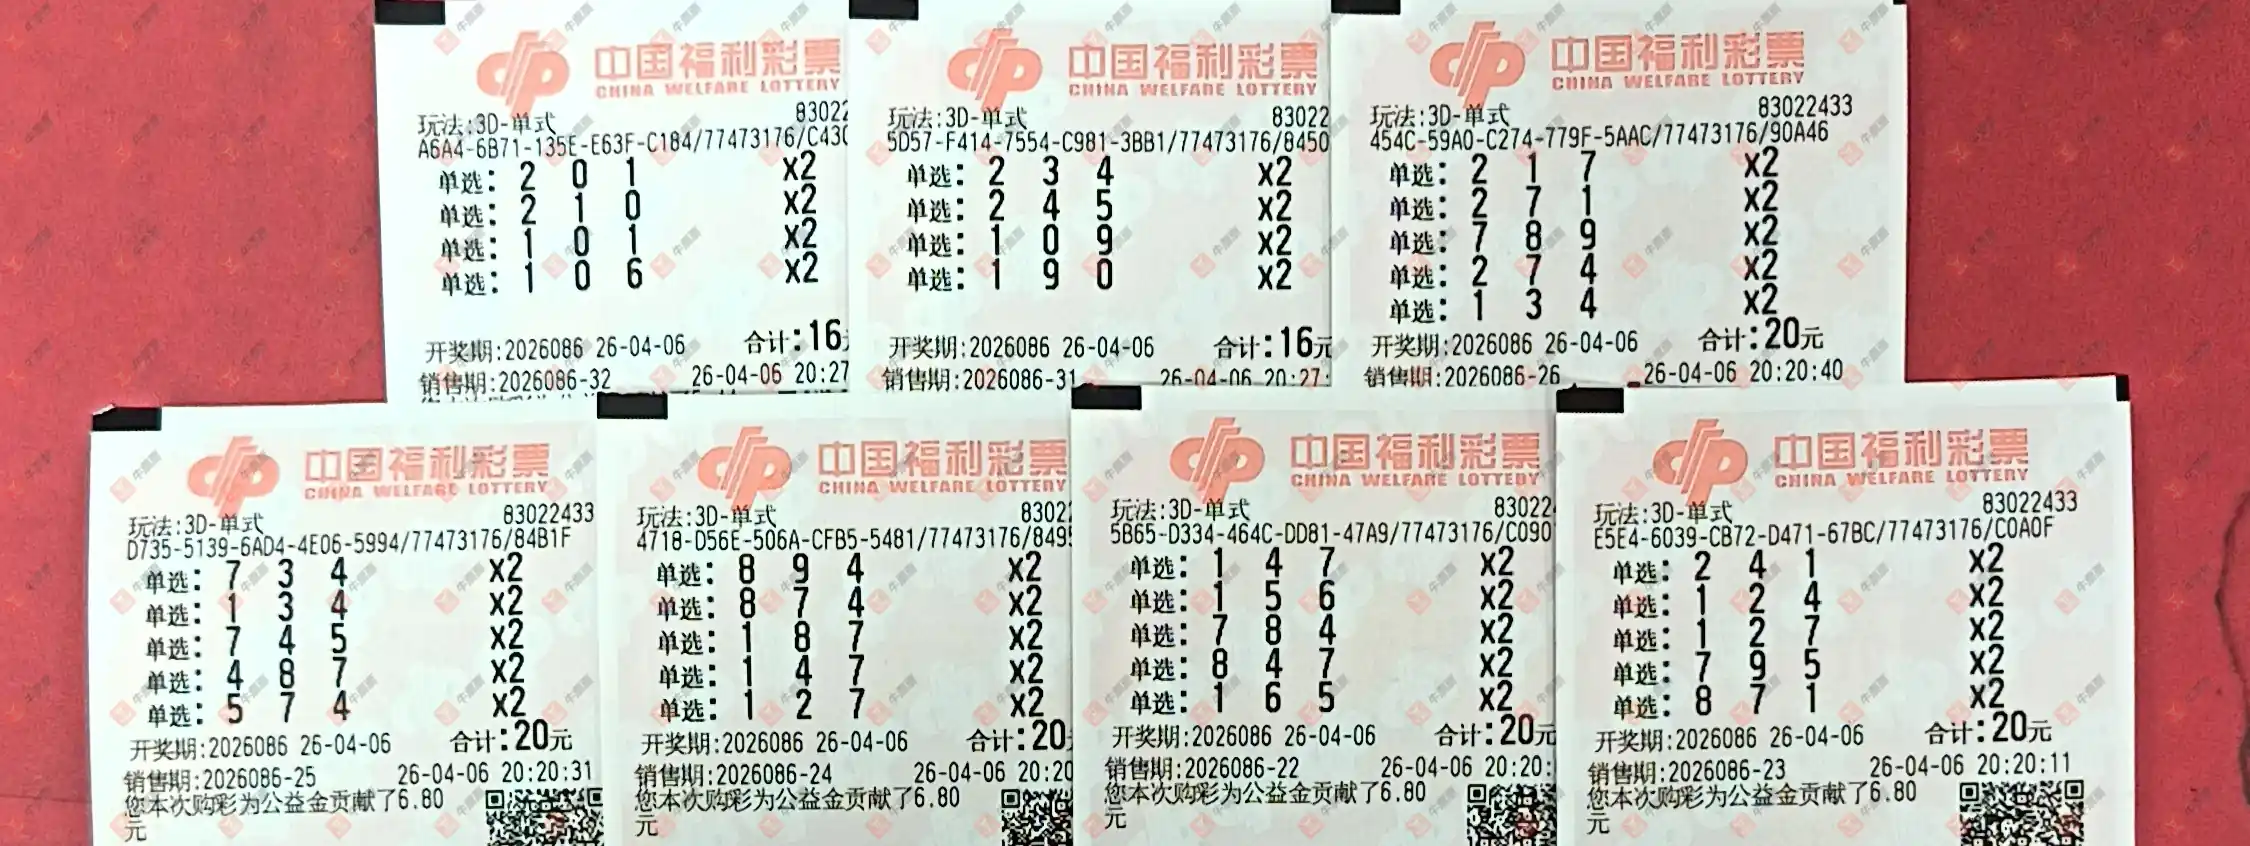 中国福利彩票
CHINA WELFARE LOTTERY
玩法:3D-单式 83022
A6A4-6B71-135E-E63F-C184/77473176/C430
单选: 2 0 1 x2
单选: 2 1 0 x2
单选: 1 0 1 x2
单选: 1 0 6 x2
开奖期:2026086 26-04-06 合计:16
销售期:2026086-32 26-04-06 20:27
中国福利彩票
CHINA WELFARE LOTTERY
玩法:3D-单式 83022
5D57-F414-7554-C981-3BB1/77473176/8450
单选: 2 3 4 x2
单选: 2 4 5 x2
单选: 1 0 9 x2
单选: 1 9 0 x2
开奖期:2026086 26-04-06 合计:16元
销售期:2026086-31 26-04-06 20:27:
中国福利彩票
CHINA WELFARE LOTTERY
玩法:3D-单式 83022433
454C-59A0-C274-779F-5AAC/77473176/90A46
单选: 2 1 7 x2
单选: 2 7 1 x2
单选: 7 8 9 x2
单选: 2 7 4 x2
单选: 1 3 4 x2
开奖期:2026086 26-04-06 合计:20元
销售期:2026086-26 26-04-06 20:20:40
中国福利彩票
CHINA WELFARE LOTTERY
玩法:3D-单式 83022433
D735-5139-6AD4-4E06-5994/77473176/84B1F
单选: 7 3 4 x2
单选: 1 3 4 x2
单选: 7 4 5 x2
单选: 4 8 7 x2
单选: 5 7 4 x2
开奖期:2026086 26-04-06 合计:20元
销售期:2026086-25 26-04-06 20:20:31
您本次购彩为公益金贡献了6.80
元
中国福利彩票
CHINA WELFARE LOTTERY
玩法:3D-单式 8302
4718-D56E-506A-CFB5-5481/77473176/849
单选: 8 9 4 x2
单选: 8 7 4 x2
单选: 1 8 7 x2
单选: 1 4 7 x2
单选: 1 2 7 x2
开奖期:2026086 26-04-06 合计:20
销售期:2026086-24 26-04-06 20:20
您本次购彩为公益金贡献了6.80
元
中国福利彩票
CHINA WELFARE LOTTERY
玩法:3D-单式 83022
5B65-D334-464C-DD81-47A9/77473176/C090
单选: 1 4 7 x2
单选: 1 5 6 x2
单选: 7 8 4 x2
单选: 8 4 7 x2
单选: 1 6 5 x2
开奖期:2026086 26-04-06 合计:20元
销售期:2026086-22 26-04-06 20:20:
您本次购彩为公益金贡献了6.80
元
中国福利彩票
CHINA WELFARE LOTTERY
玩法:3D-单式 83022433
E5E4-6039-CB72-D471-67BC/77473176/C0A0F
单选: 2 4 1 x2
单选: 1 2 4 x2
单选: 1 2 7 x2
单选: 7 9 5 x2
单选: 8 7 1 x2
开奖期:2026086 26-04-06 合计:20元
销售期:2026086-23 26-04-06 20:20:11
您本次购彩为公益金贡献了6.80
元